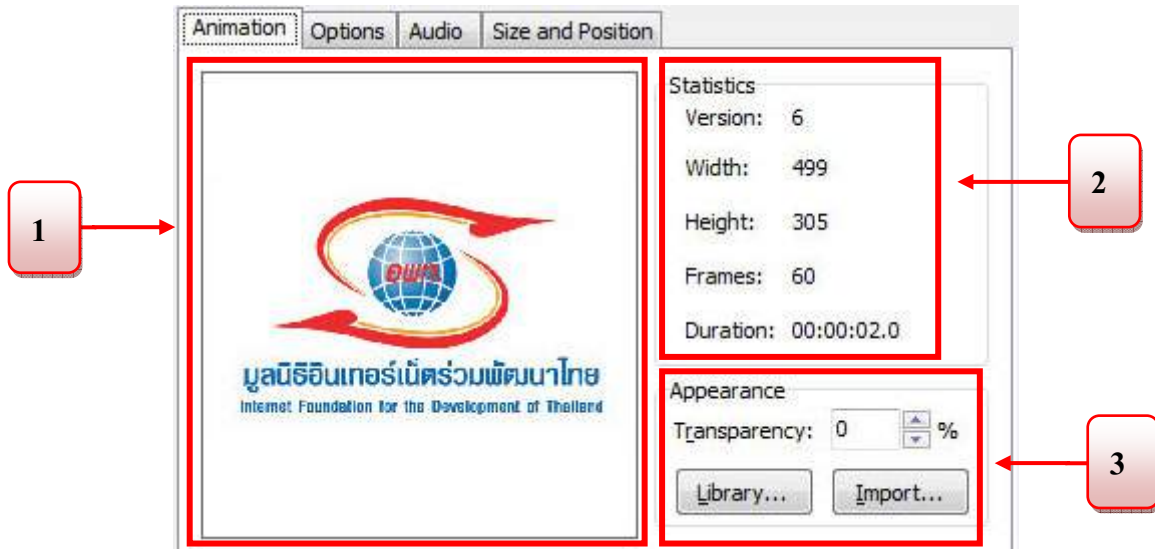 Animation Options Audio Size and Position
1
อพท
มูลนิธิอินเทอร์เน็ตร่วมพัฒนาไทย
Internet Foundation for the Development of Thailand
Statistics
Version: 6
Width: 499
Height: 305
Frames: 60
Duration: 00:00:02.0
2
Appearance
Transparency: 0 %
Library... Import...
3